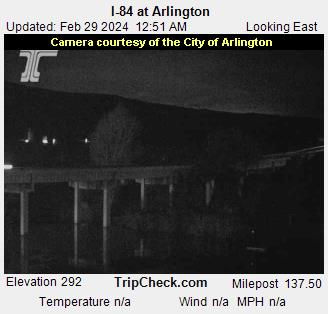 I-84 at Arlington
Updated: Feb 29 2024 12:51 AM Looking East
Camera courtesy of the City of Arlington
Elevation 292 TripCheck.com Milepost 137.50
Temperature n/a Wind n/a MPH n/a